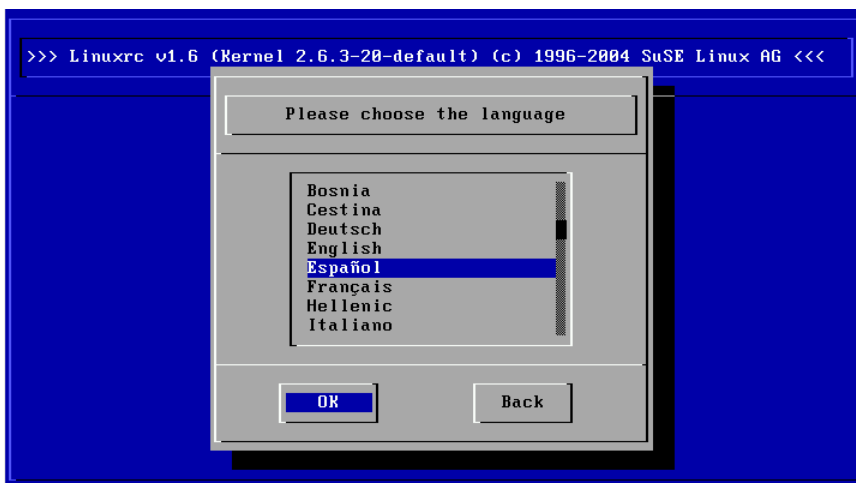 >>> Linuxrc v1.6 (Kernel 2.6.3-20-default) (c) 1996-2004 SuSE Linux AG <<<
Please choose the language
Bosnia
Cestina
Deutsch
English
Español
Français
Hellenic
Italiano
OK Back